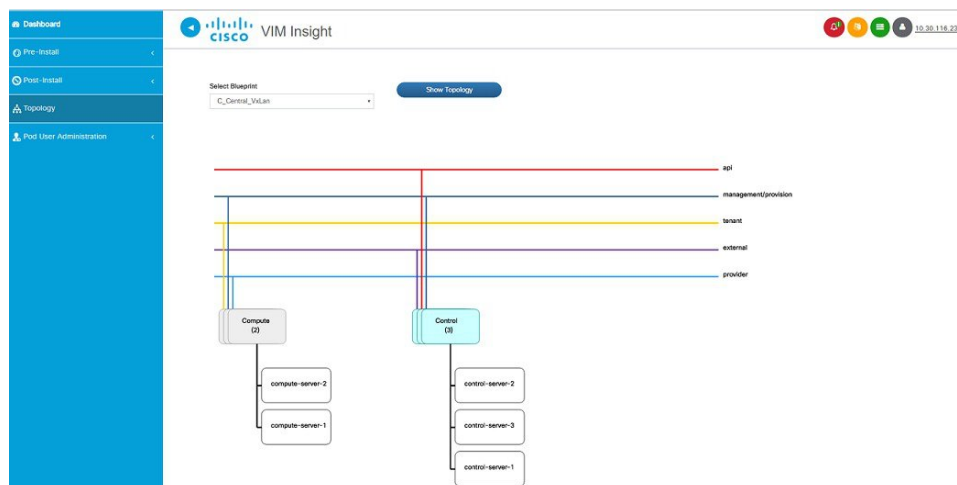 Dashboard
Pre-Install
Post-Install
Topology
Pod User Administration
CISCO VIM Insight
10.30.116.23
Select Blueprint
C_Central_VxLan
Show Topology
api
management/provision
tenant
external
provider
Compute
(2)
Control
(3)
compute-server-2
control-server-2
compute-server-1
control-server-3
control-server-1